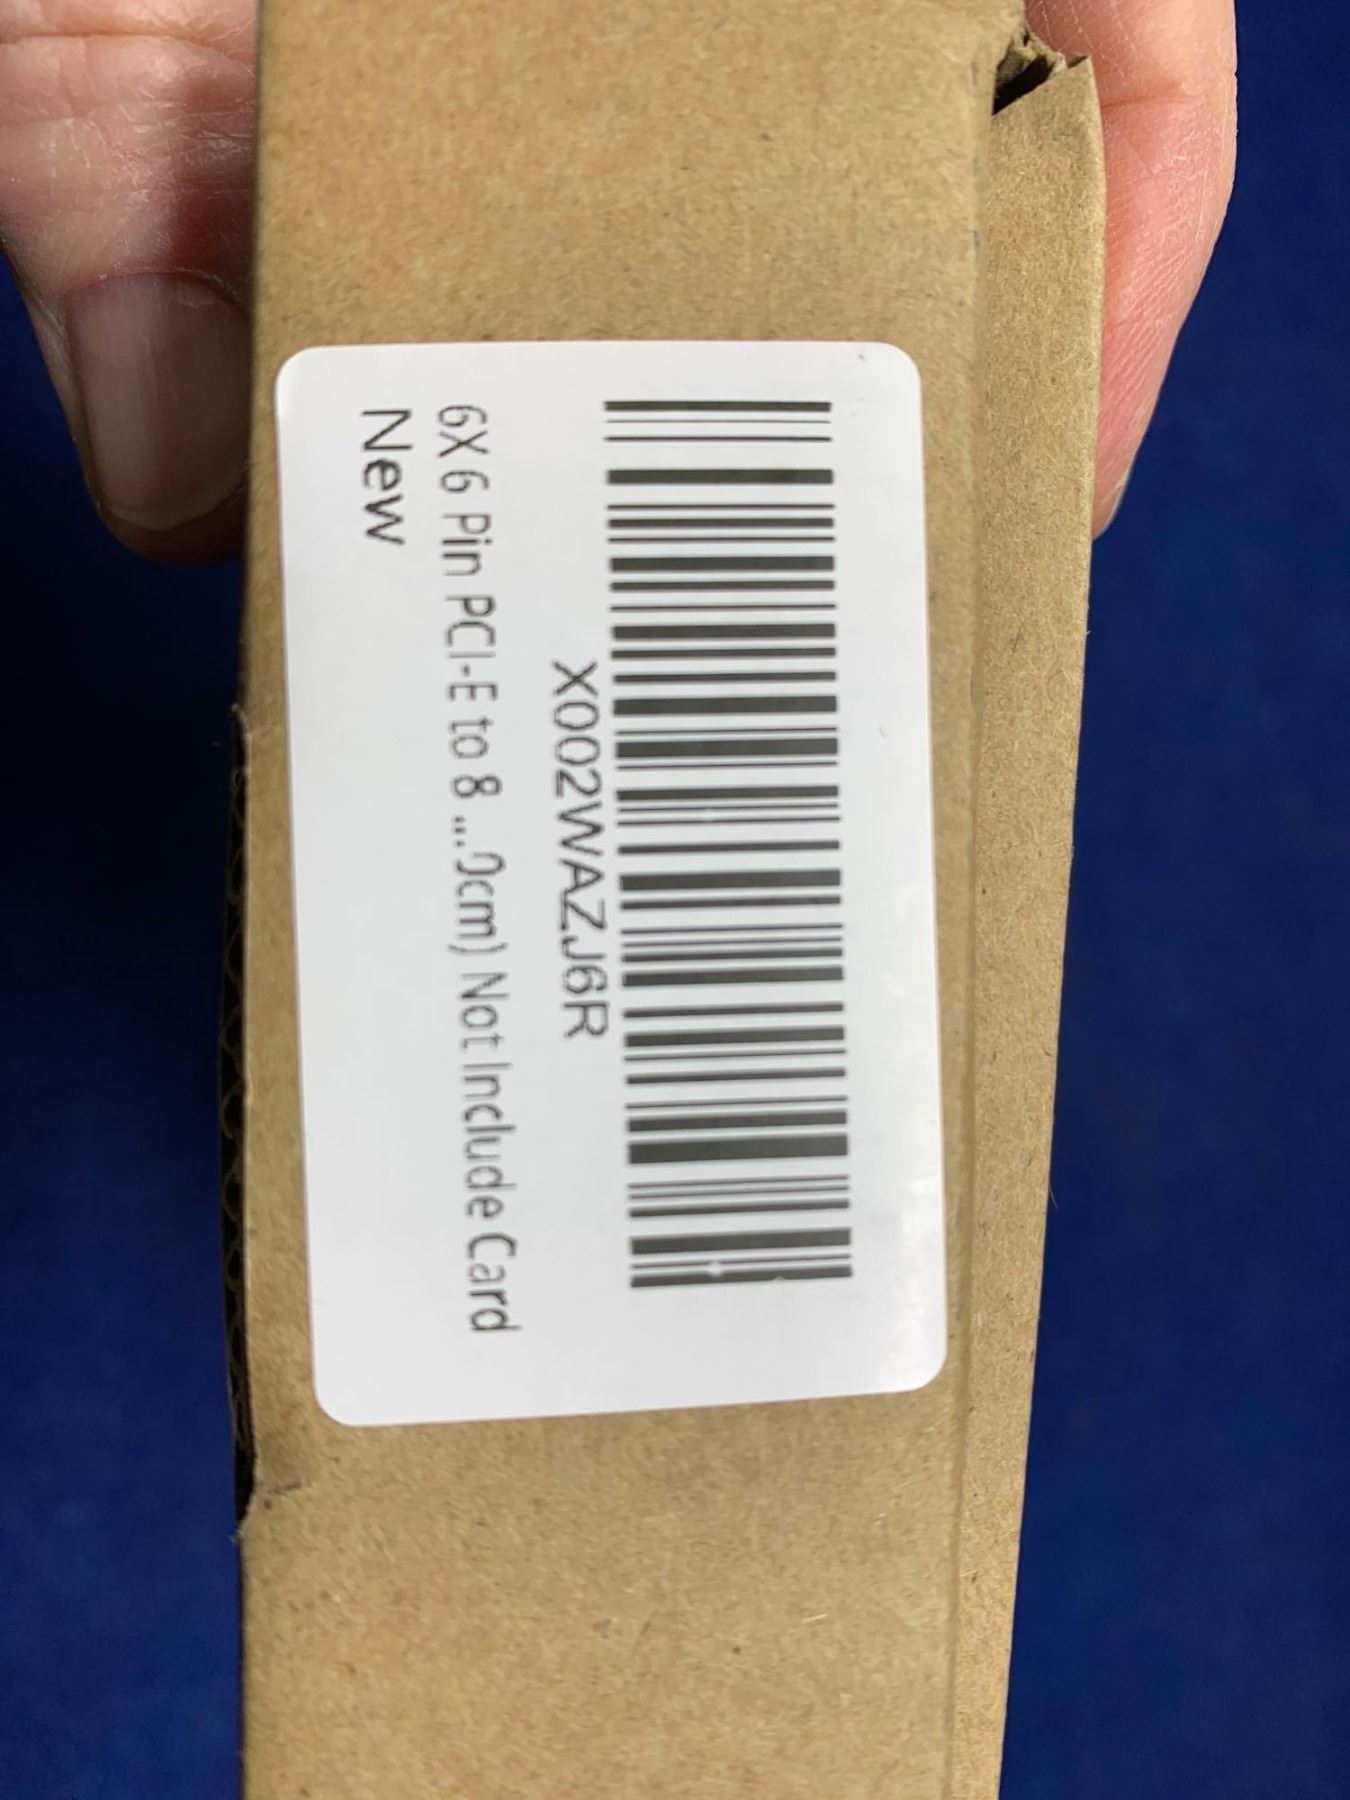 X002WAZJ6R
6X 6 Pin PCI-E to 8 ...0cm) Not Include Card
New